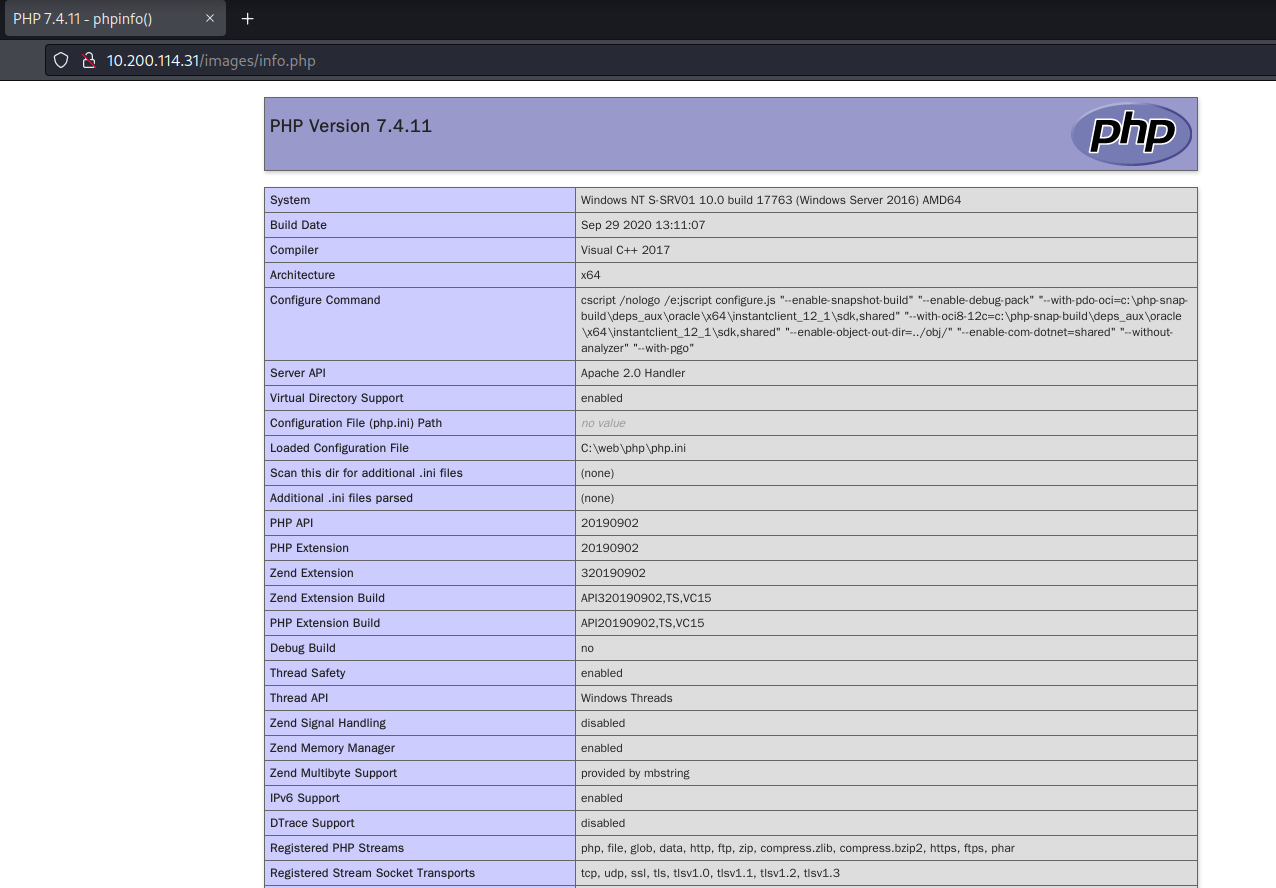 PHP 7.4.11 - phpinfo() × +
10.200.114.31/images/info.php
PHP Version 7.4.11 php
System Windows NT S-SRV01 10.0 build 17763 (Windows Server 2016) AMD64
Build Date Sep 29 2020 13:11:07
Compiler Visual C++ 2017
Architecture x64
Configure Command cscript /nologo /e:jscript configure.js "--enable-snapshot-build" "--enable-debug-pack" "--with-pdo-oci=c:\php-snap-
build\deps_aux\oracle\x64\instantclient_12_1\sdk,shared" "--with-oci8-12c=c:\php-snap-build\deps_aux\oracle
\x64\instantclient_12_1\sdk,shared" "--enable-object-out-dir=../obj/" "--enable-com-dotnet=shared" "--without-
analyzer" "--with-pgo"
Server API Apache 2.0 Handler
Virtual Directory Support enabled
Configuration File (php.ini) Path no value
Loaded Configuration File C:\web\php\php.ini
Scan this dir for additional .ini files (none)
Additional .ini files parsed (none)
PHP API 20190902
PHP Extension 20190902
Zend Extension 320190902
Zend Extension Build API320190902,TS,VC15
PHP Extension Build API20190902,TS,VC15
Debug Build no
Thread Safety enabled
Thread API Windows Threads
Zend Signal Handling disabled
Zend Memory Manager enabled
Zend Multibyte Support provided by mbstring
IPv6 Support enabled
DTrace Support disabled
Registered PHP Streams php, file, glob, data, http, ftp, zip, compress.zlib, compress.bzip2, https, ftps, phar
Registered Stream Socket Transports tcp, udp, ssl, tls, tlsv1.0, tlsv1.1, tlsv1.2, tlsv1.3